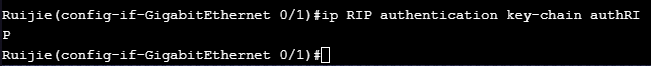 Ruijie(config-if-GigabitEthernet 0/1)#ip RIP authentication key-chain authRI
P
Ruijie(config-if-GigabitEthernet 0/1)#